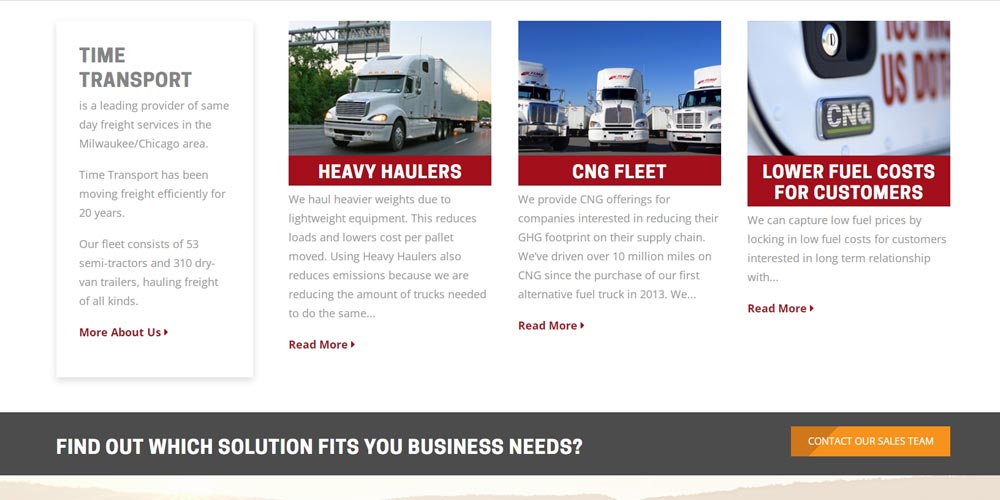 TIME
TRANSPORT
is a leading provider of same
day freight services in the
Milwaukee/Chicago area.
Time Transport has been
moving freight efficiently for
20 years.
Our fleet consists of 53
semi-tractors and 310 dry-
van trailers, hauling freight
of all kinds.
More About Us
HEAVY HAULERS
We haul heavier weights due to
lightweight equipment. This reduces
loads and lowers cost per pallet
moved. Using Heavy Haulers also
reduces emissions because we are
reducing the amount of trucks needed
to do the same...
Read More
CNG FLEET
We provide CNG offerings for
companies interested in reducing their
GHG footprint on their supply chain.
We've driven over 10 million miles on
CNG since the purchase of our first
alternative fuel truck in 2013. We...
Read More
US DOT
CNG
LOWER FUEL COSTS
FOR CUSTOMERS
We can capture low fuel prices by
locking in low fuel costs for customers
interested in long term relationship
with...
Read More
FIND OUT WHICH SOLUTION FITS YOU BUSINESS NEEDS?
CONTACT OUR SALES TEAM